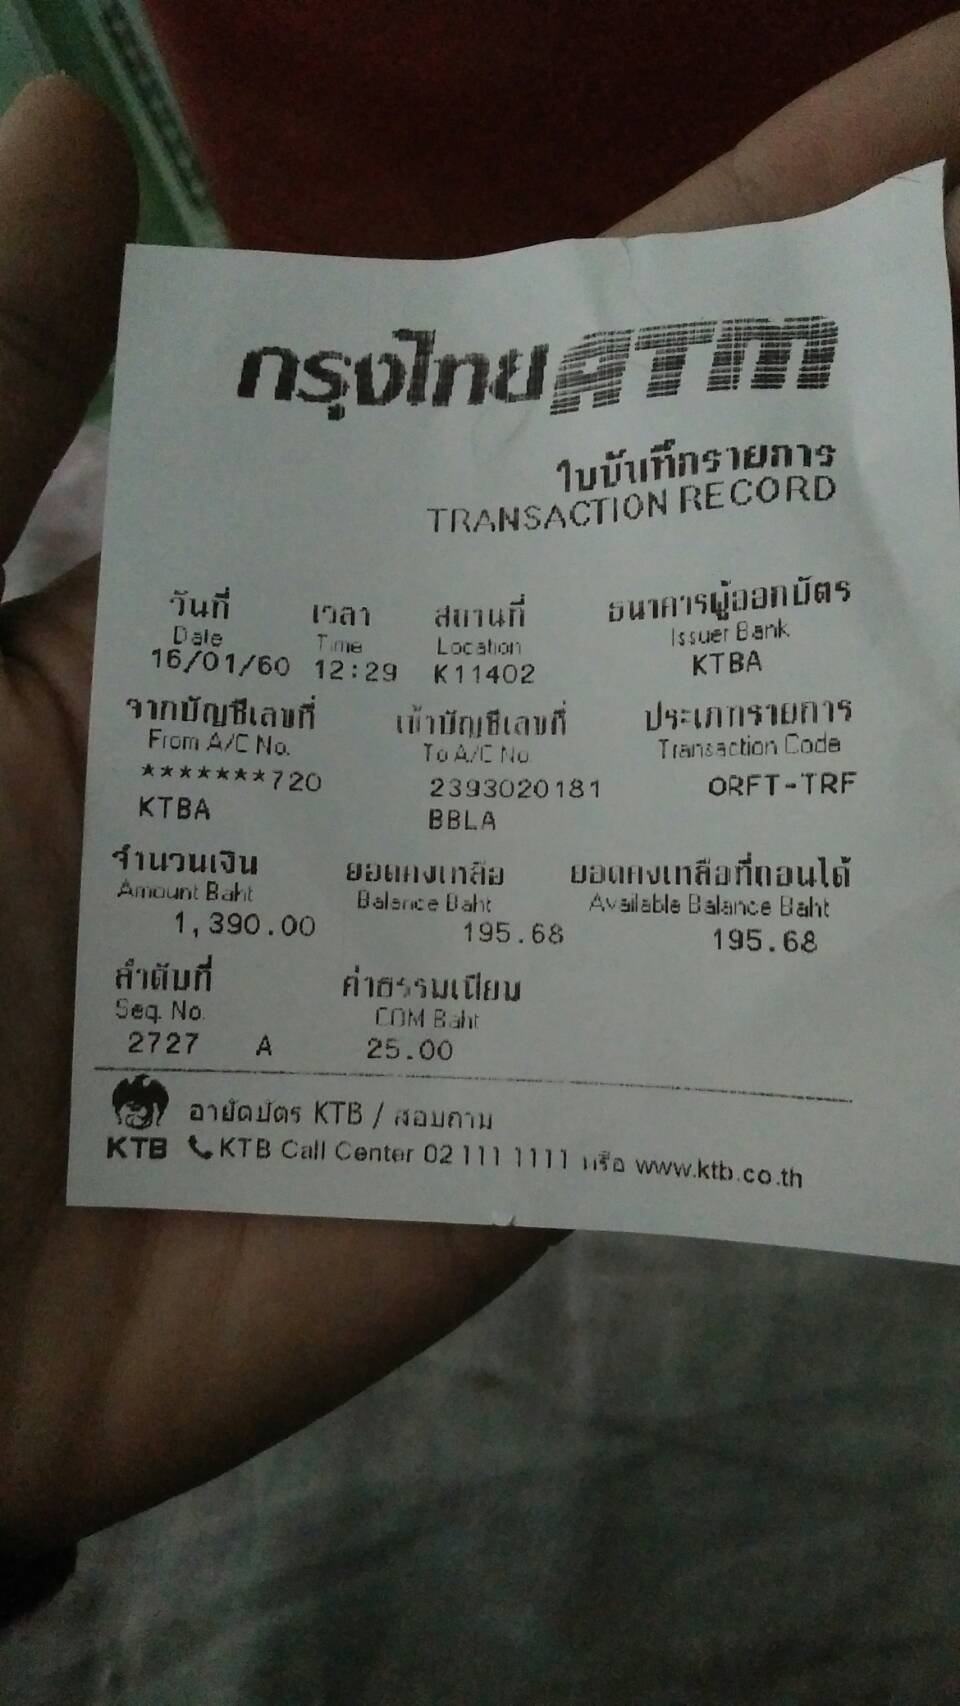 กรุงไทย ATM
ใบบันทึกรายการ
TRANSACTION RECORD
วันที่ เวลา สถานที่ ธนาคารผู้ออกบัตร
Date Time Location Issuer Bank
16/01/60 12:29 K11402 KTBA
จากบัญชีเลขที่ เข้าบัญชีเลขที่ ประเภทรายการ
From A/C No. To A/C No. Transaction Code
*******720 2393020181 ORFT-TRF
KTBA BBLA
จำนวนเงิน ยอดคงเหลือ ยอดคงเหลือที่ถอนได้
Amount Baht Balance Baht Available Balance Baht
1,390.00 195.68 195.68
ลำดับที่ ค่าธรรมเนียม
Seq. No. COM Baht
2727 A 25.00
อายัดบัตร KTB / สอบถาม
KTB KTB Call Center 02 111 1111 หรือ www.ktb.co.th